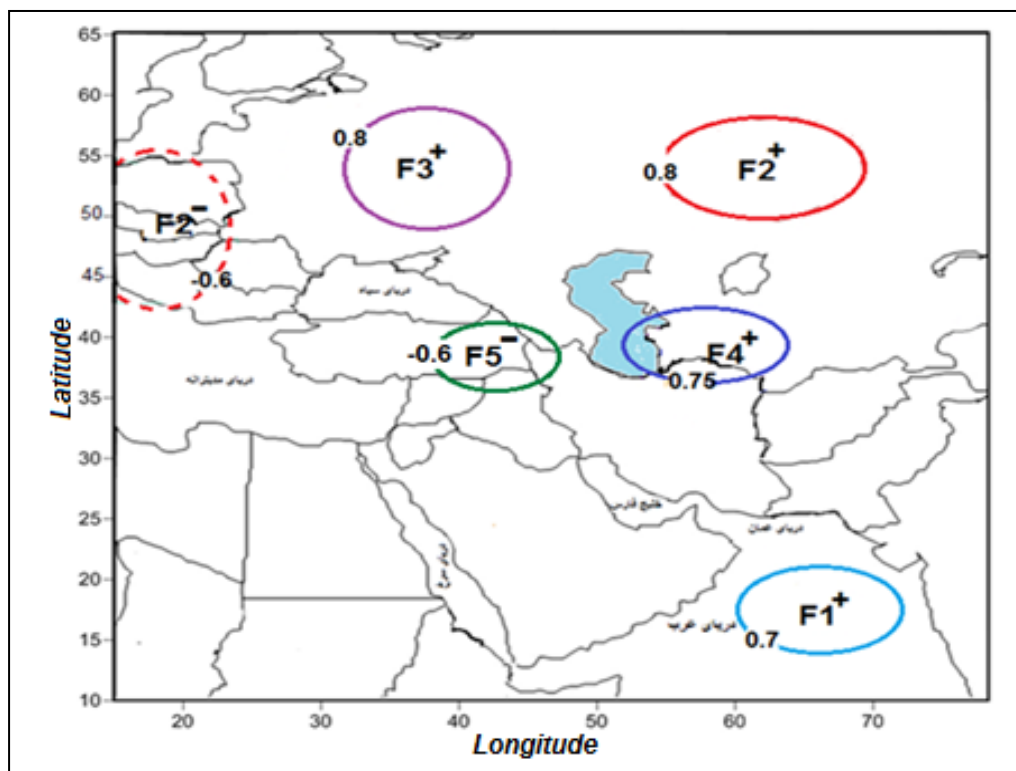 65
60
55
50
45
40
35
30
25
20
15
10
Latitude
20 30 40 50 60 70
Longitude
0.8
F3+
0.8
F2+
F2−
-0.6
دریای سیاه
-0.6
F5−
F4+
0.75
دریای مدیترانه
خلیج فارس
دریای عمان
دریای سرخ
F1+
دریای عرب
0.7